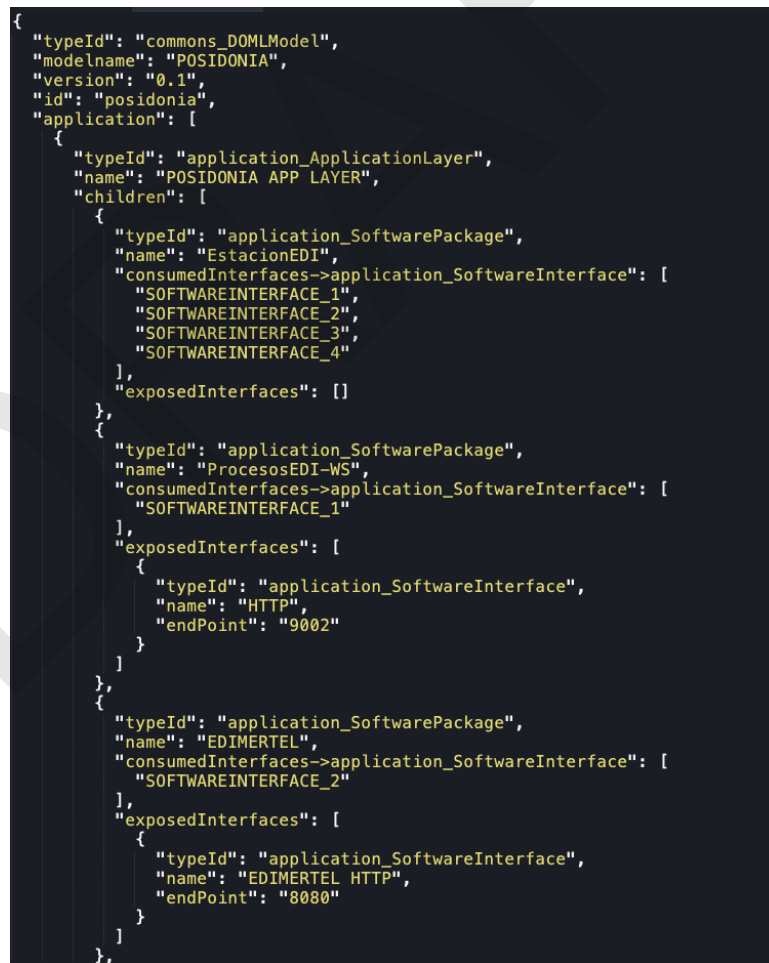 {
"typeId": "commons_DOMLModel",
"modelname": "POSIDONIA",
"version": "0.1",
"id": "posidonia",
"application": [
{
"typeId": "application_ApplicationLayer",
"name": "POSIDONIA APP LAYER",
"children": [
{
"typeId": "application_SoftwarePackage",
"name": "EstacionEDI",
"consumedInterfaces->application_SoftwareInterface": [
"SOFTWAREINTERFACE_1",
"SOFTWAREINTERFACE_2",
"SOFTWAREINTERFACE_3",
"SOFTWAREINTERFACE_4"
],
"exposedInterfaces": []
},
{
"typeId": "application_SoftwarePackage",
"name": "ProcesosEDI-WS",
"consumedInterfaces->application_SoftwareInterface": [
"SOFTWAREINTERFACE_1"
],
"exposedInterfaces": [
{
"typeId": "application_SoftwareInterface",
"name": "HTTP",
"endPoint": "9002"
}
]
},
{
"typeId": "application_SoftwarePackage",
"name": "EDIMERTEL",
"consumedInterfaces->application_SoftwareInterface": [
"SOFTWAREINTERFACE_2"
],
"exposedInterfaces": [
{
"typeId": "application_SoftwareInterface",
"name": "EDIMERTEL HTTP",
"endPoint": "8080"
}
]
},